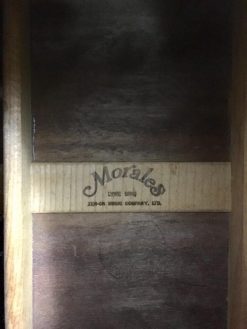 Morales
ZEN-ON MUSIC COMPANY, LTD.